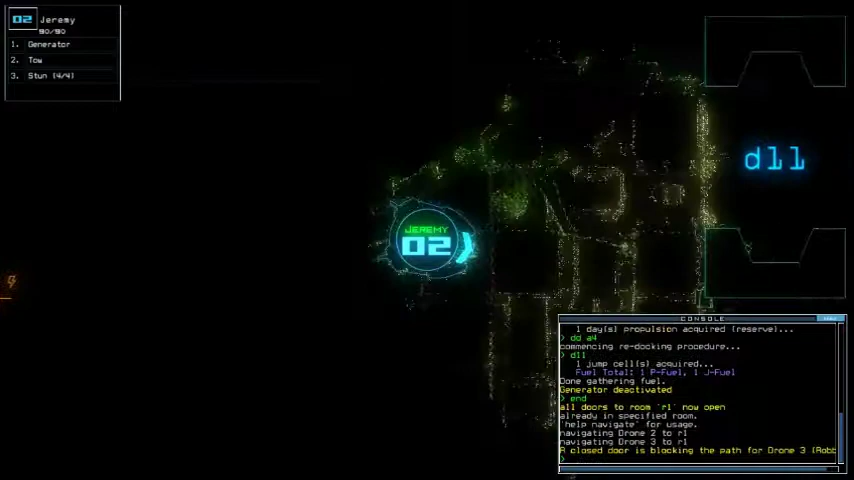 02 Jeremy
90/90
1. Generator
2. Tow
3. Stun (4/4)
dll
JEREMY
02
CONSOLE
1 day(s) propulsion acquired (reserve)...
> dd a4
commencing re-docking procedure...
> dll
1 jump cell(s) acquired...
Fuel Total: 1 P-Fuel, 1 J-Fuel
Done gathering fuel.
Generator deactivated
> end
all doors to room `r1` now open
already in specified room.
'help navigate' for usage.
navigating Drone 2 to r1
navigating Drone 3 to r1
A closed door is blocking the path for Drone 3 (Robb
>